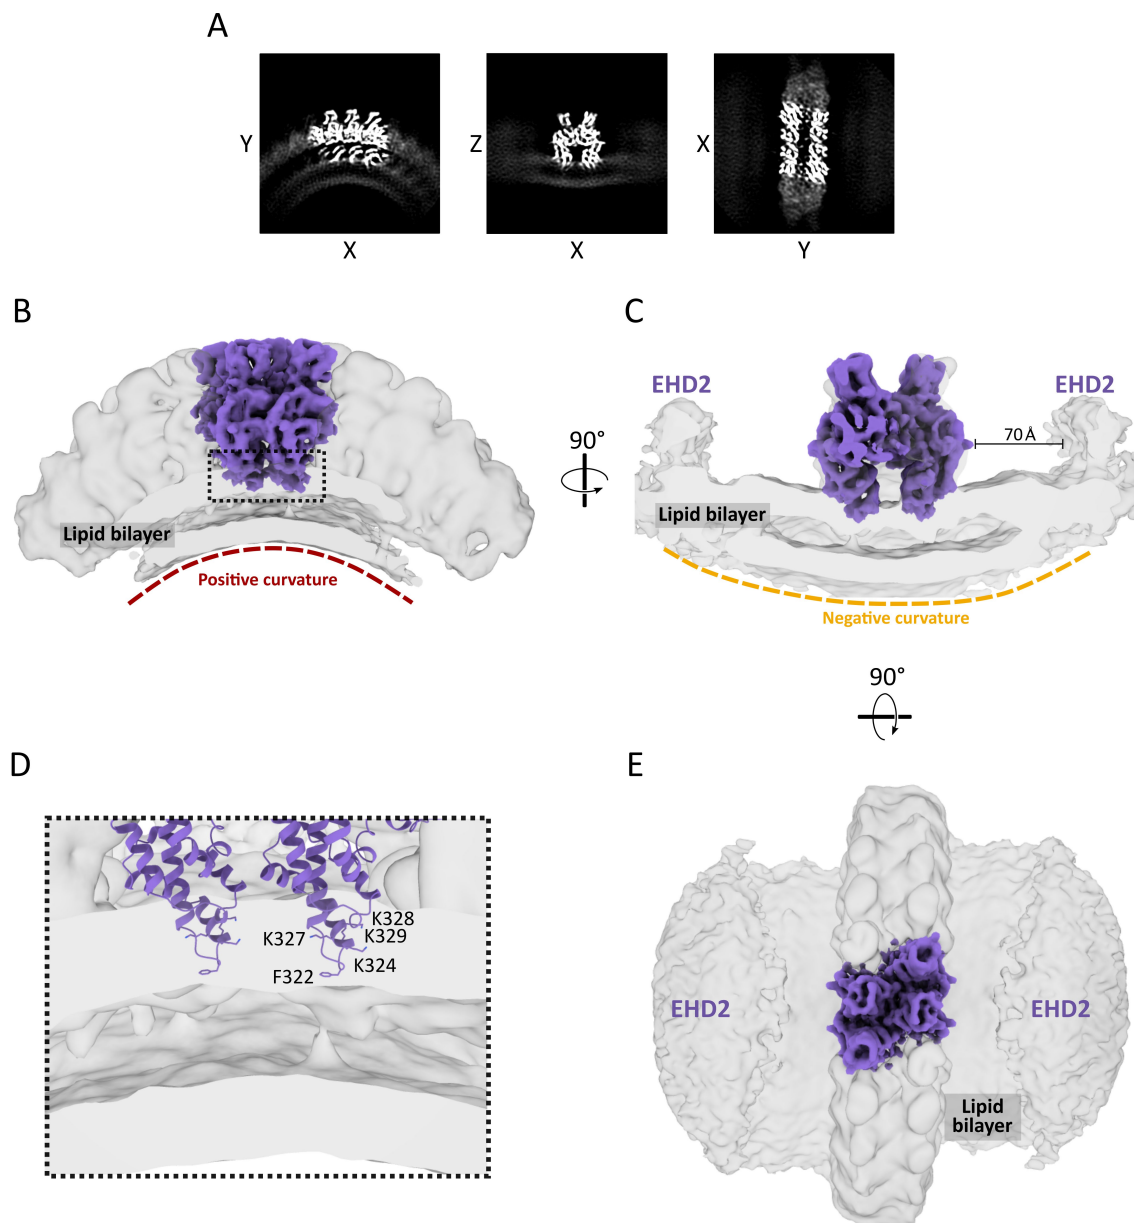 A
Y
X
Z
X
X
Y
B
Lipid bilayer
Positive curvature
90°
C
EHD2
EHD2
70 Å
Lipid bilayer
Negative curvature
90°
D
K328
K327
K329
K324
F322
E
EHD2
EHD2
Lipid
bilayer